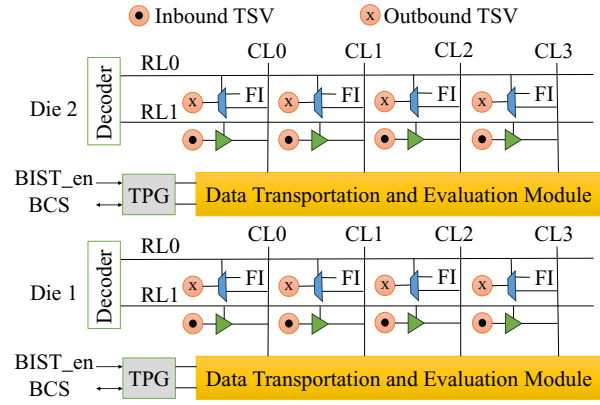 Inbound TSV
x Outbound TSV
CL0 CL1 CL2 CL3
RL0
Decoder
Die 2
x FI x FI x FI x FI
RL1
BIST_en
BCS
TPG
Data Transportation and Evaluation Module
CL0 CL1 CL2 CL3
RL0
Decoder
Die 1
x FI x FI x FI x FI
RL1
BIST_en
BCS
TPG
Data Transportation and Evaluation Module